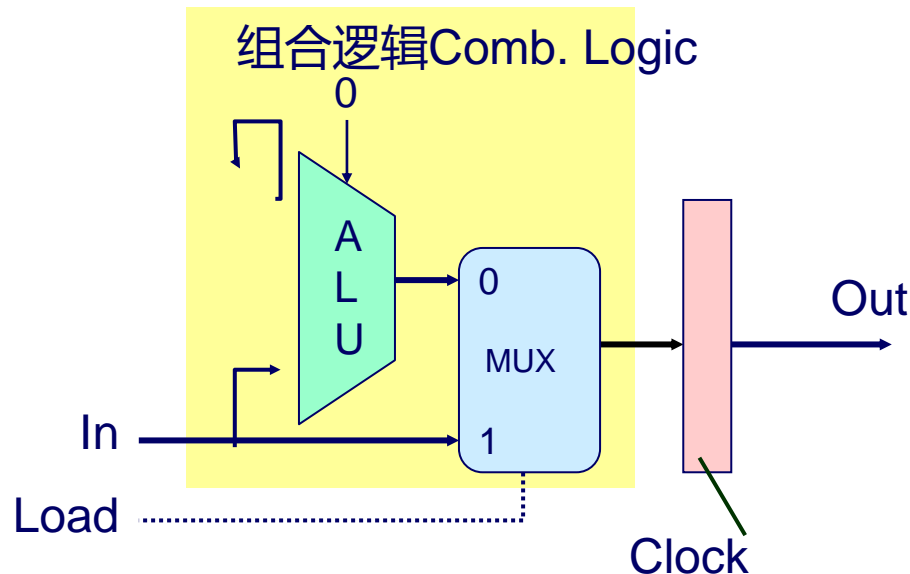 组合逻辑Comb. Logic
0
A
L
U
0
MUX
1
Out
In
Load
Clock